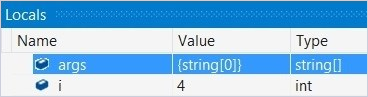 Locals
Name Value Type
args {string[0]} string[]
i 4 int